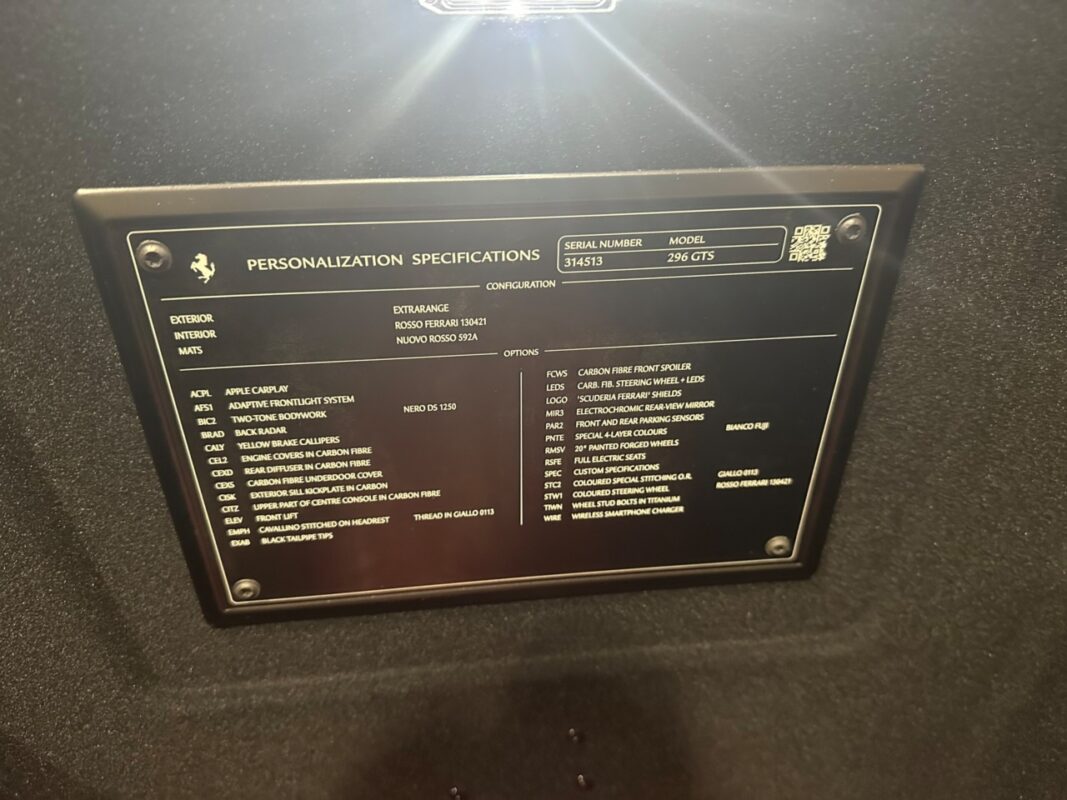 PERSONALIZATION SPECIFICATIONS
SERIAL NUMBER MODEL
314513 296 GTS
CONFIGURATION
EXTERIOR EXTRARANGE
INTERIOR ROSSO FERRARI 130421
MATS NUOVO ROSSO 592A
OPTIONS
ACPL APPLE CARPLAY
AFS1 ADAPTIVE FRONTLIGHT SYSTEM
BIC2 TWO-TONE BODYWORK NERO DS 1250
BRAD BACK RADAR
CALY YELLOW BRAKE CALLIPERS
CEL2 ENGINE COVERS IN CARBON FIBRE
CEXD REAR DIFFUSER IN CARBON FIBRE
CEXS CARBON FIBRE UNDERDOOR COVER
CISK EXTERIOR SILL KICKPLATE IN CARBON
CITZ UPPER PART OF CENTRE CONSOLE IN CARBON FIBRE
ELEV FRONT LIFT
EMPH CAVALLINO STITCHED ON HEADREST THREAD IN GIALLO 0113
EXAB BLACK TAILPIPE TIPS
FCWS CARBON FIBRE FRONT SPOILER
LEDS CARB. FIB. STEERING WHEEL + LEDS
LOGO 'SCUDERIA FERRARI' SHIELDS
MIR3 ELECTROCHROMIC REAR-VIEW MIRROR
PAR2 FRONT AND REAR PARKING SENSORS
PNTE SPECIAL 4-LAYER COLOURS BIANCO FUJI
RMSV 20" PAINTED FORGED WHEELS
RSFE FULL ELECTRIC SEATS
SPEC CUSTOM SPECIFICATIONS
STC2 COLOURED SPECIAL STITCHING O.R. GIALLO 0113
STW1 COLOURED STEERING WHEEL ROSSO FERRARI 130421
TIWN WHEEL STUD BOLTS IN TITANIUM
WIRE WIRELESS SMARTPHONE CHARGER